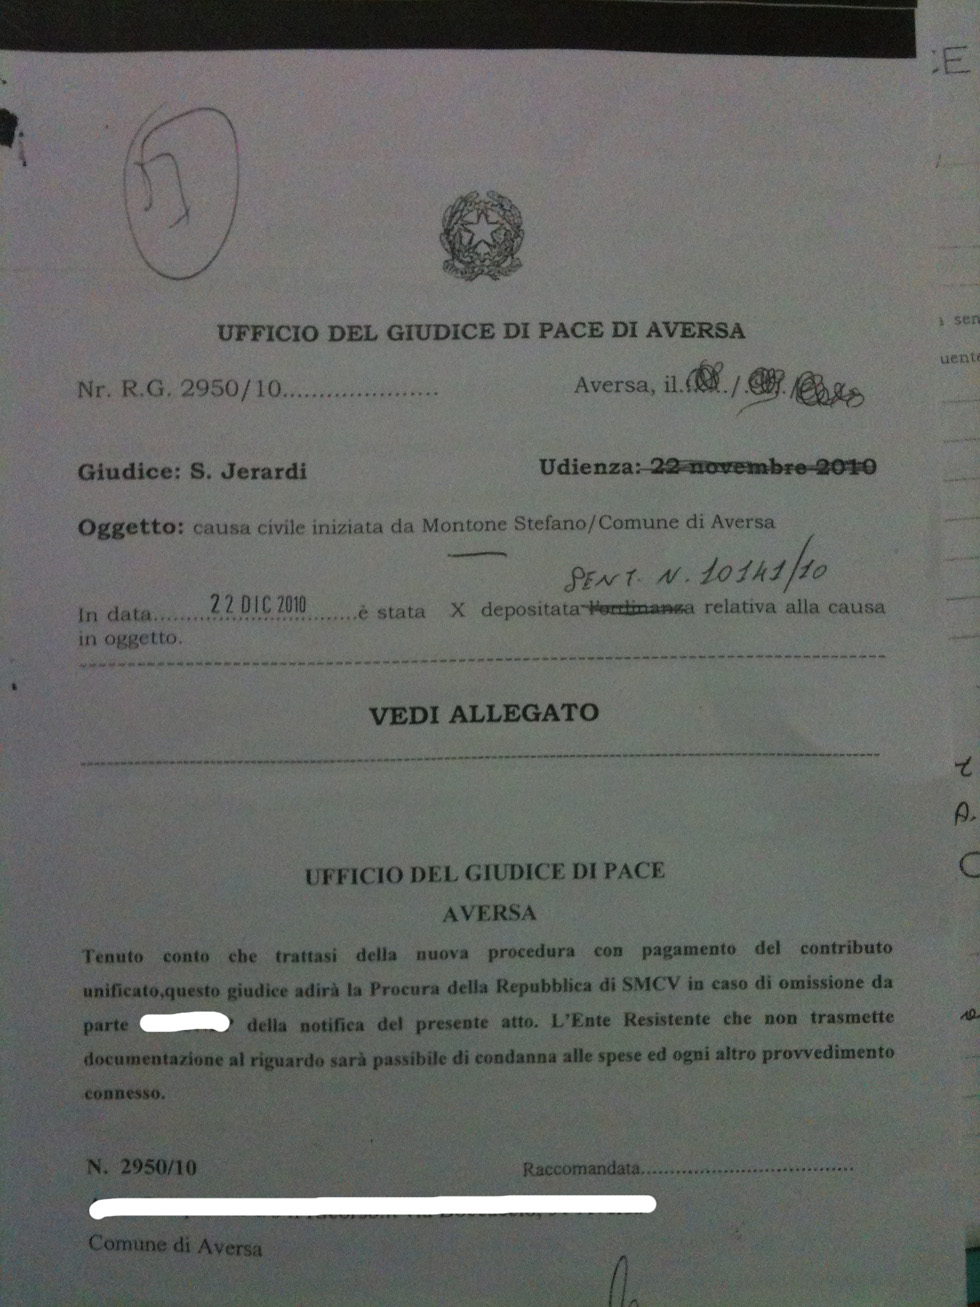 UFFICIO DEL GIUDICE DI PACE DI AVERSA
Nr. R.G. 2950/10.....................
Aversa, il
Giudice: S. Jerardi
Udienza: 22 novembre 2010
Oggetto: causa civile iniziata da Montone Stefano/Comune di Aversa
SENT. N. 10141/10
In data.......22 DIC 2010.......è stata X depositata l'ordinanza relativa alla causa
in oggetto.
VEDI ALLEGATO
UFFICIO DEL GIUDICE DI PACE
AVERSA
Tenuto conto che trattasi della nuova procedura con pagamento del contributo
unificato,questo giudice adirà la Procura della Repubblica di SMCV in caso di omissione da
parte della notifica del presente atto. L'Ente Resistente che non trasmette
documentazione al riguardo sarà passibile di condanna alle spese ed ogni altro provvedimento
connesso.
N. 2950/10
Raccomandata....................................
Comune di Aversa